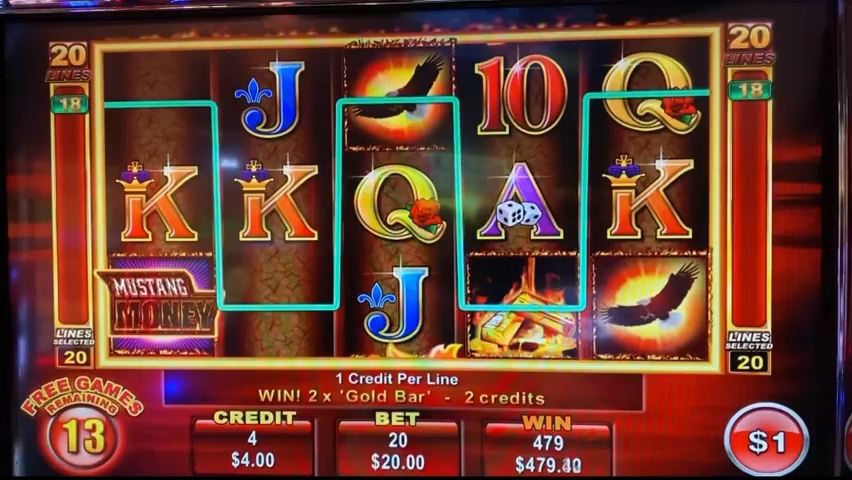 20
LINES
18
20
LINES
18
J
10
Q
K
K
Q
A
K
MUSTANG
MONEY
J
LINES
SELECTED
20
LINES
SELECTED
20
1 Credit Per Line
WIN! 2 x 'Gold Bar' - 2 credits
FREE GAMES
REMAINING
13
CREDIT
4
$4.00
BET
20
$20.00
WIN
479
$1